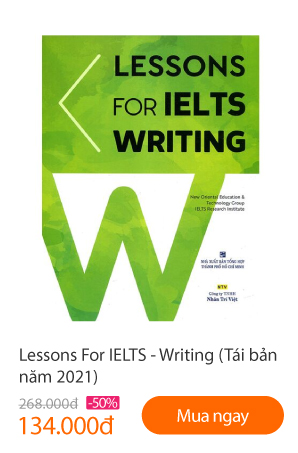 LESSONS
FOR IELTS
WRITING
W
New Oriental Education &
Technology Group
IELTS Research Institute
NHÀ XUẤT BẢN TỔNG HỢP
THÀNH PHỐ HỒ CHÍ MINH
NTV
Công ty TNHH
Nhân Trí Việt
Lessons For IELTS - Writing (Tái bản
năm 2021)
268.000đ -50%
134.000đ
Mua ngay